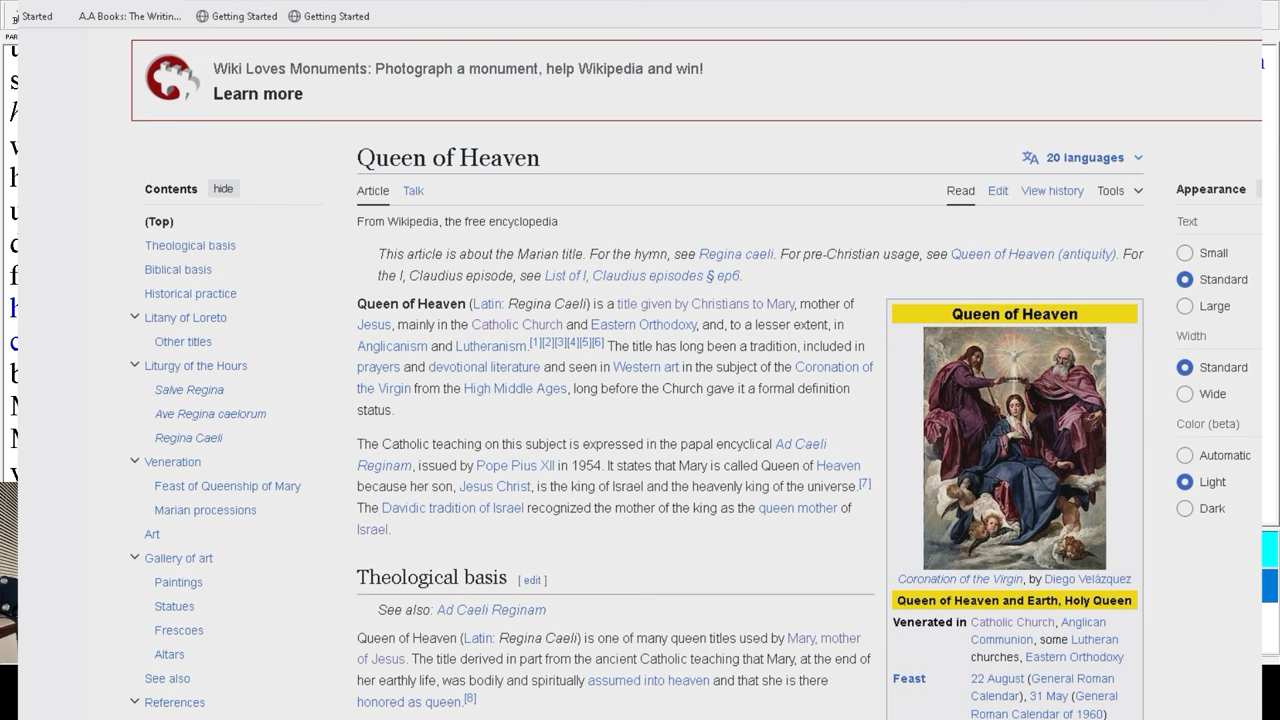 Started
A.A Books: The Writin...
Getting Started
Getting Started
Wiki Loves Monuments: Photograph a monument, help Wikipedia and win!
Learn more
Queen of Heaven
20 languages
Article Talk
Read Edit View history Tools
From Wikipedia, the free encyclopedia
This article is about the Marian title. For the hymn, see Regina caeli. For pre-Christian usage, see Queen of Heaven (antiquity). For
the I, Claudius episode, see List of I, Claudius episodes § ep6.
Queen of Heaven (Latin: Regina Caeli) is a title given by Christians to Mary, mother of
Jesus, mainly in the Catholic Church and Eastern Orthodoxy, and, to a lesser extent, in
Anglicanism and Lutheranism.[1][2][3][4][5][6] The title has long been a tradition, included in
prayers and devotional literature and seen in Western art in the subject of the Coronation of
the Virgin from the High Middle Ages, long before the Church gave it a formal definition
status.
The Catholic teaching on this subject is expressed in the papal encyclical Ad Caeli
Reginam, issued by Pope Pius XII in 1954. It states that Mary is called Queen of Heaven
because her son, Jesus Christ, is the king of Israel and the heavenly king of the universe.[7]
The Davidic tradition of Israel recognized the mother of the king as the queen mother of
Israel.
Theological basis [ edit ]
See also: Ad Caeli Reginam
Queen of Heaven (Latin: Regina Caeli) is one of many queen titles used by Mary, mother
of Jesus. The title derived in part from the ancient Catholic teaching that Mary, at the end of
her earthly life, was bodily and spiritually assumed into heaven and that she is there
honored as queen.[8]
Contents hide
(Top)
Theological basis
Biblical basis
Historical practice
Litany of Loreto
Other titles
Liturgy of the Hours
Salve Regina
Ave Regina caelorum
Regina Caeli
Veneration
Feast of Queenship of Mary
Marian processions
Art
Gallery of art
Paintings
Statues
Frescoes
Altars
See also
References
Queen of Heaven
Coronation of the Virgin, by Diego Velázquez
Queen of Heaven and Earth, Holy Queen
Venerated in Catholic Church, Anglican
Communion, some Lutheran
churches, Eastern Orthodoxy
Feast 22 August (General Roman
Calendar), 31 May (General
Roman Calendar of 1960)
Appearance
Text
Small
Standard
Large
Width
Standard
Wide
Color (beta)
Automatic
Light
Dark